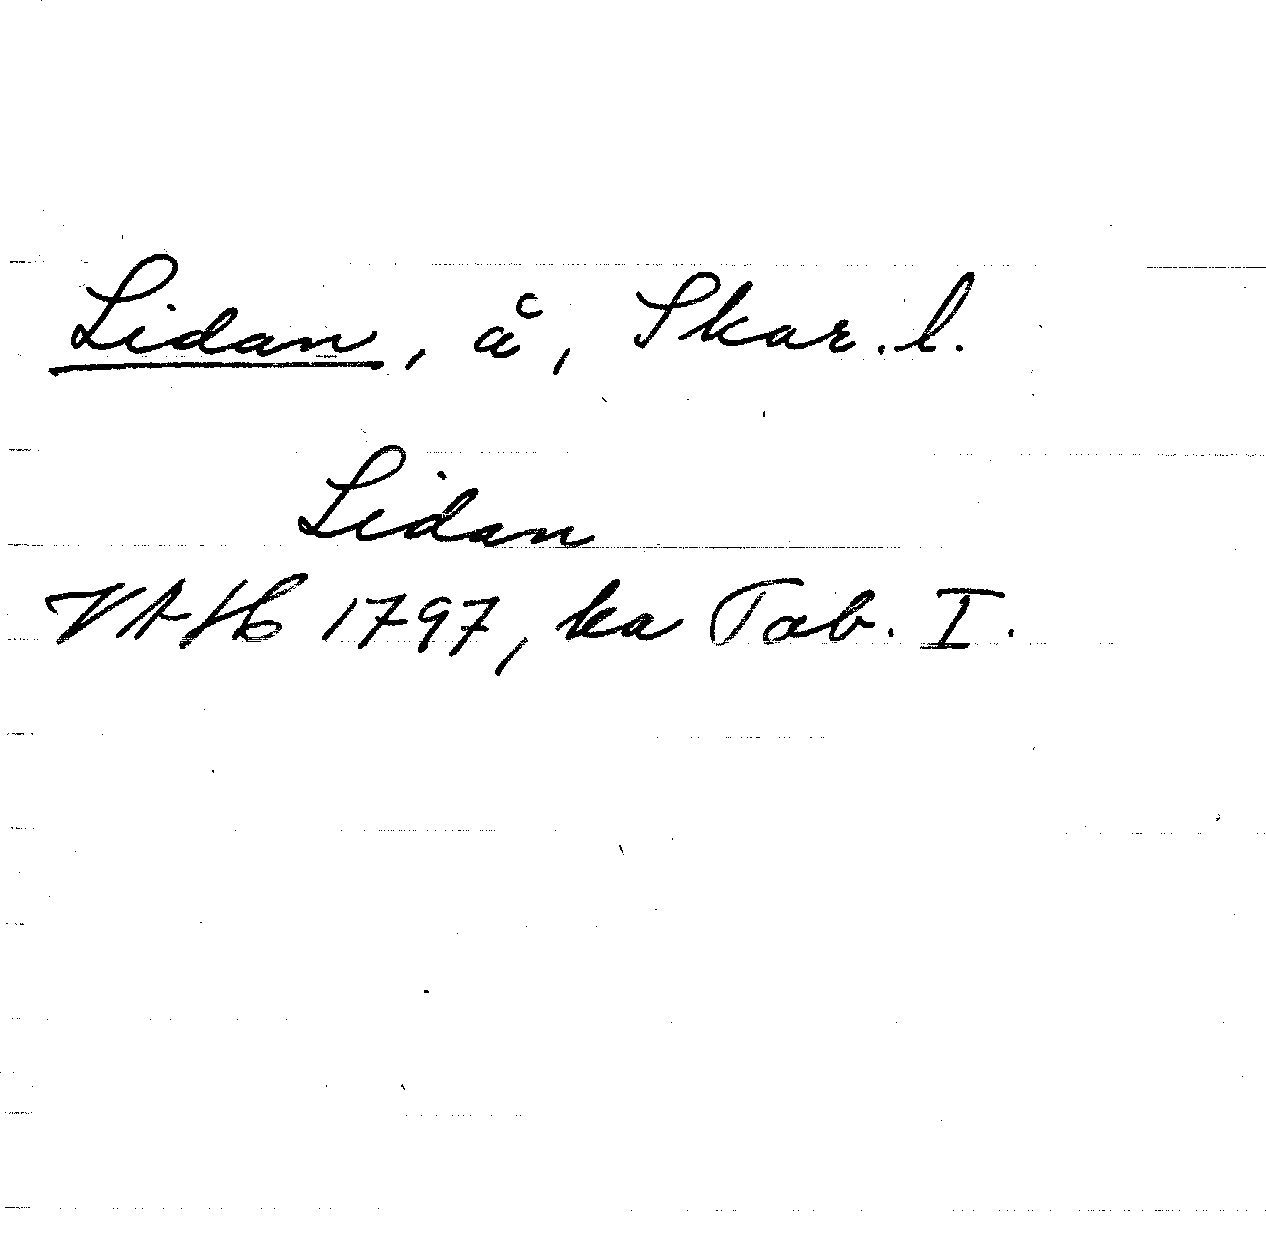 Lidan, å, Skar. l.
Lidan
VAH 1797, ka Tab. I.